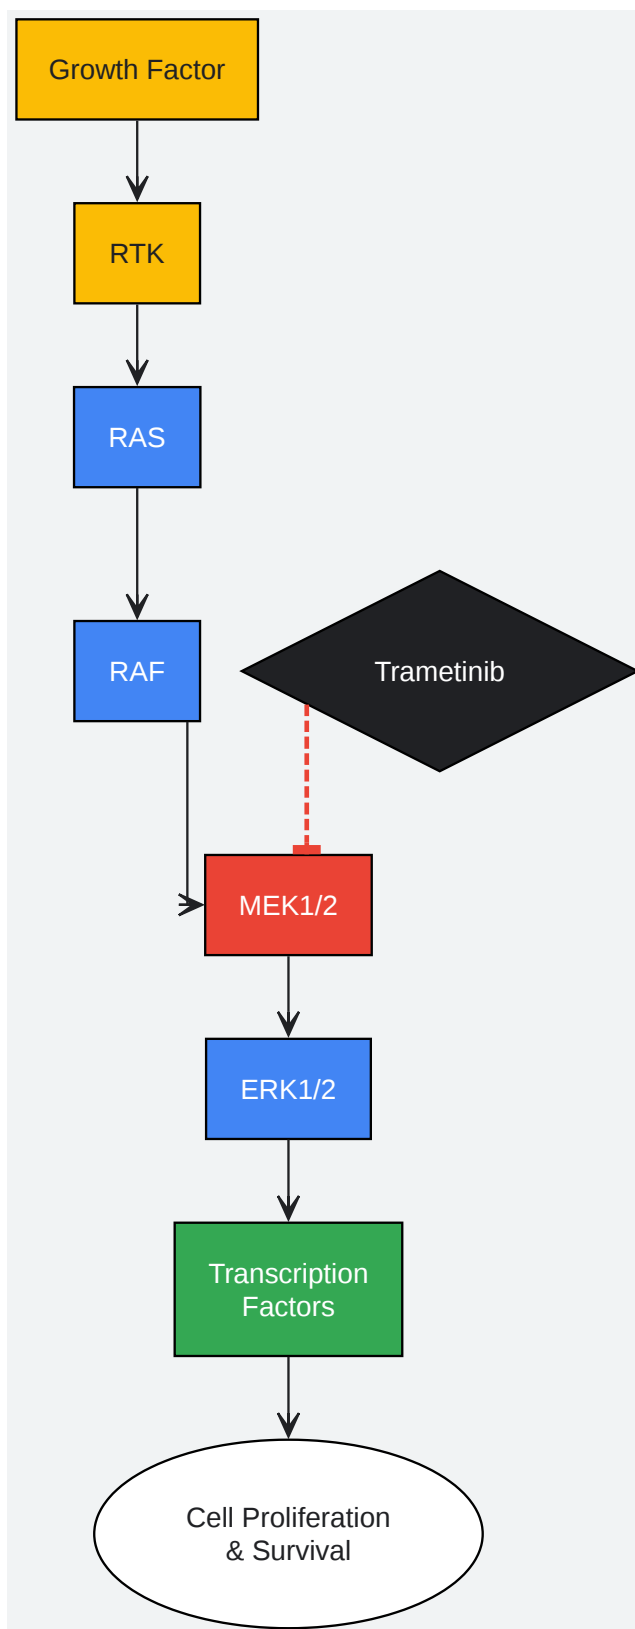 Growth Factor
RTK
RAS
RAF
Trametinib
MEK1/2
ERK1/2
Transcription
Factors
Cell Proliferation
& Survival